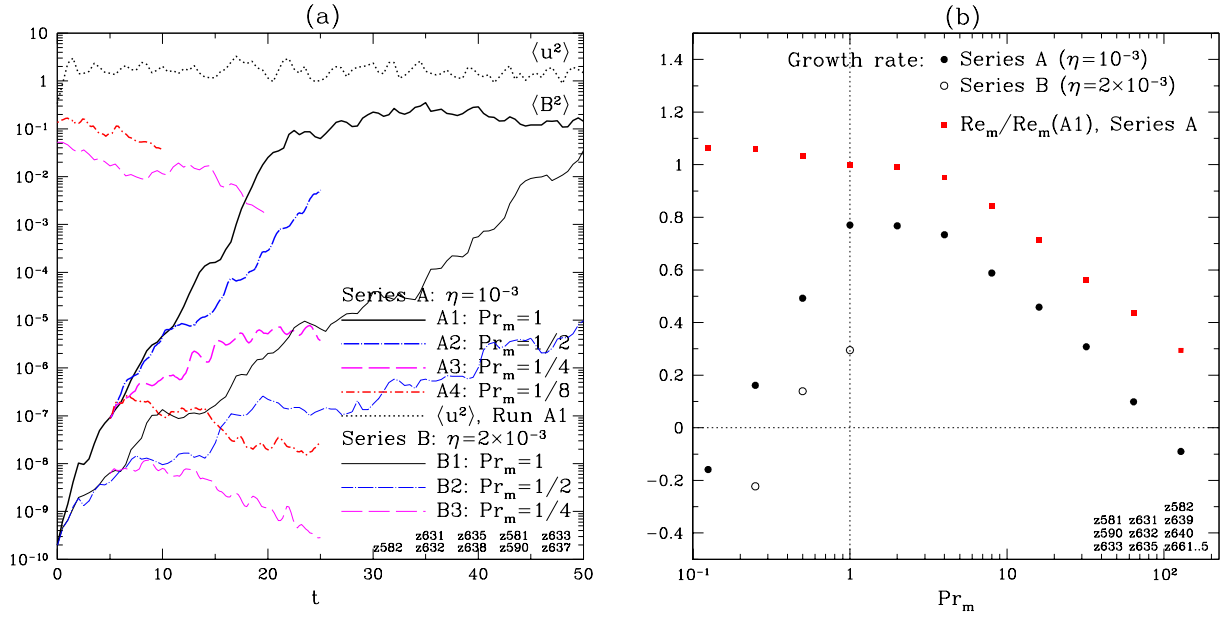 (a)
10
1
10⁻¹
10⁻²
10⁻³
10⁻⁴
10⁻⁵
10⁻⁶
10⁻⁷
10⁻⁸
10⁻⁹
10⁻¹⁰
⟨u²⟩
⟨B²⟩
Series A: η=10⁻³
A1: Prₘ=1
A2: Prₘ=1/2
A3: Prₘ=1/4
A4: Prₘ=1/8
⟨u²⟩, Run A1
Series B: η=2×10⁻³
B1: Prₘ=1
B2: Prₘ=1/2
B3: Prₘ=1/4
z631 z635 z581 z633
z582 z632 z638 z590 z637
0 10 20 30 40 50
t
(b)
1.4
1.2
1
0.8
0.6
0.4
0.2
0
−0.2
−0.4
Growth rate: Series A (η=10⁻³)
Series B (η=2×10⁻³)
Reₘ/Reₘ(A1), Series A
z582
z581 z631 z639
z590 z632 z640
z633 z635 z661..5
10⁻¹ 1 10 10²
Prₘ